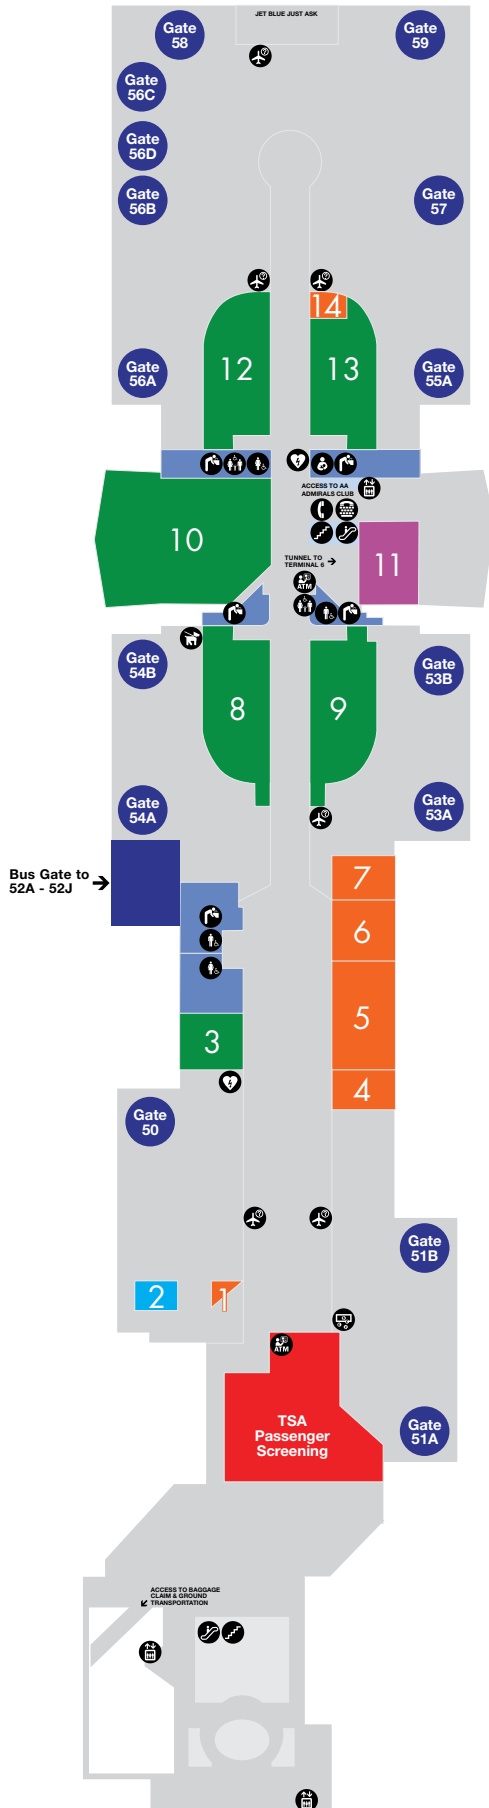 JET BLUE JUST ASK
Gate
58
Gate
59
Gate
56C
Gate
56D
Gate
56B
Gate
57
14
12
13
Gate
56A
Gate
55A
ACCESS TO AA
ADMIRALS CLUB
10
TUNNEL TO
TERMINAL 6 →
11
ATM
Gate
54B
Gate
53B
8
9
Gate
54A
Gate
53A
Bus Gate to
52A - 52J →
7
6
5
3
4
Gate
50
Gate
51B
2
1
ATM
TSA
Passenger
Screening
Gate
51A
ACCESS TO BAGGAGE
CLAIM & GROUND
↙ TRANSPORTATION